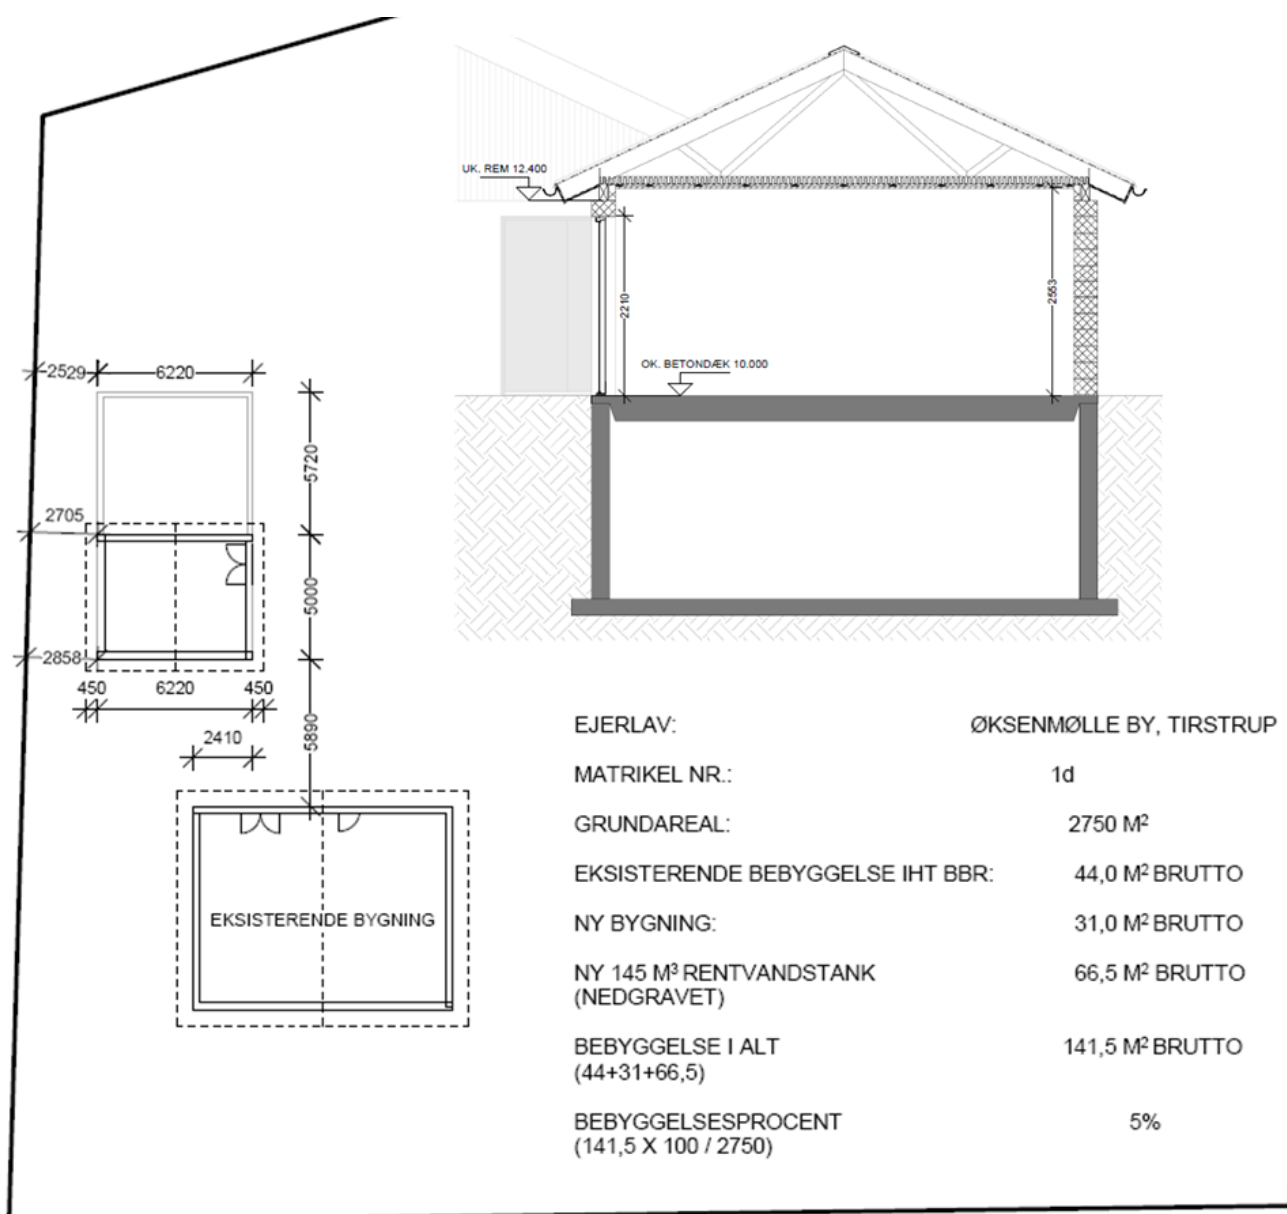 UK. REM 12.400
2210
2553
OK. BETONDÆK 10.000
2529
6220
5720
2705
5000
2858
450
6220
450
5890
2410
EKSISTERENDE BYGNING
EJERLAV: ØKSENMØLLE BY, TIRSTRUP
MATRIKEL NR.: 1d
GRUNDAREAL: 2750 M²
EKSISTERENDE BEBYGGELSE IHT BBR: 44,0 M² BRUTTO
NY BYGNING: 31,0 M² BRUTTO
NY 145 M³ RENTVANDSTANK 66,5 M² BRUTTO
(NEDGRAVET)
BEBYGGELSE I ALT 141,5 M² BRUTTO
(44+31+66,5)
BEBYGGELSESPROCENT 5%
(141,5 X 100 / 2750)